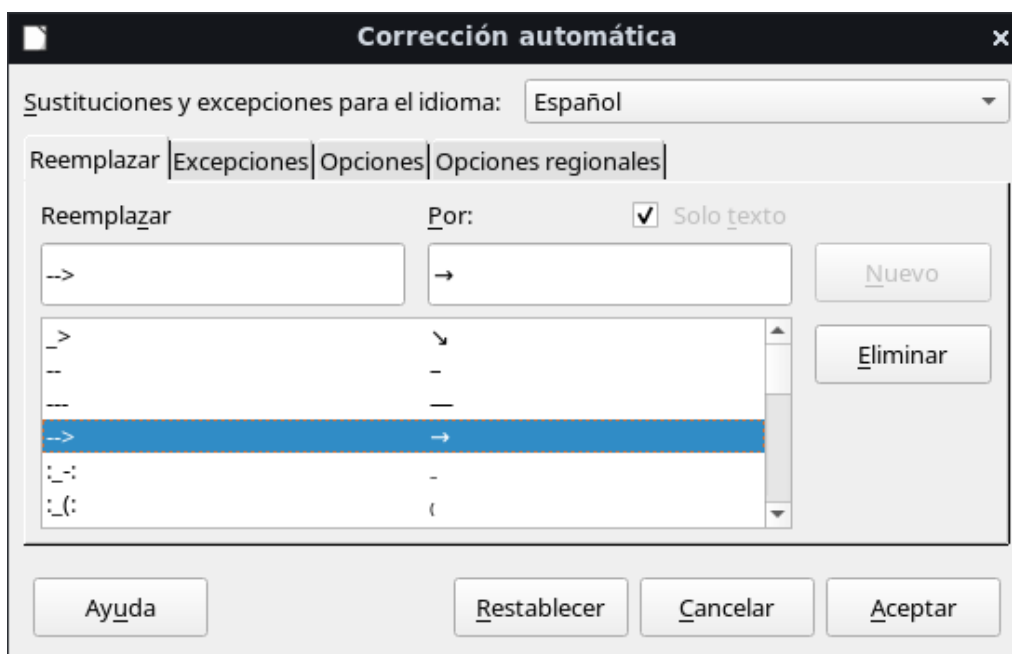 Corrección automática
Sustituciones y excepciones para el idioma: Español
Reemplazar Excepciones Opciones Opciones regionales
Reemplazar Por: Solo texto
--> → Nuevo
_> ↘
-- –
Eliminar
--- —
--> →
:_-: ₋
:_(: ₍
Ayuda Restablecer Cancelar Aceptar